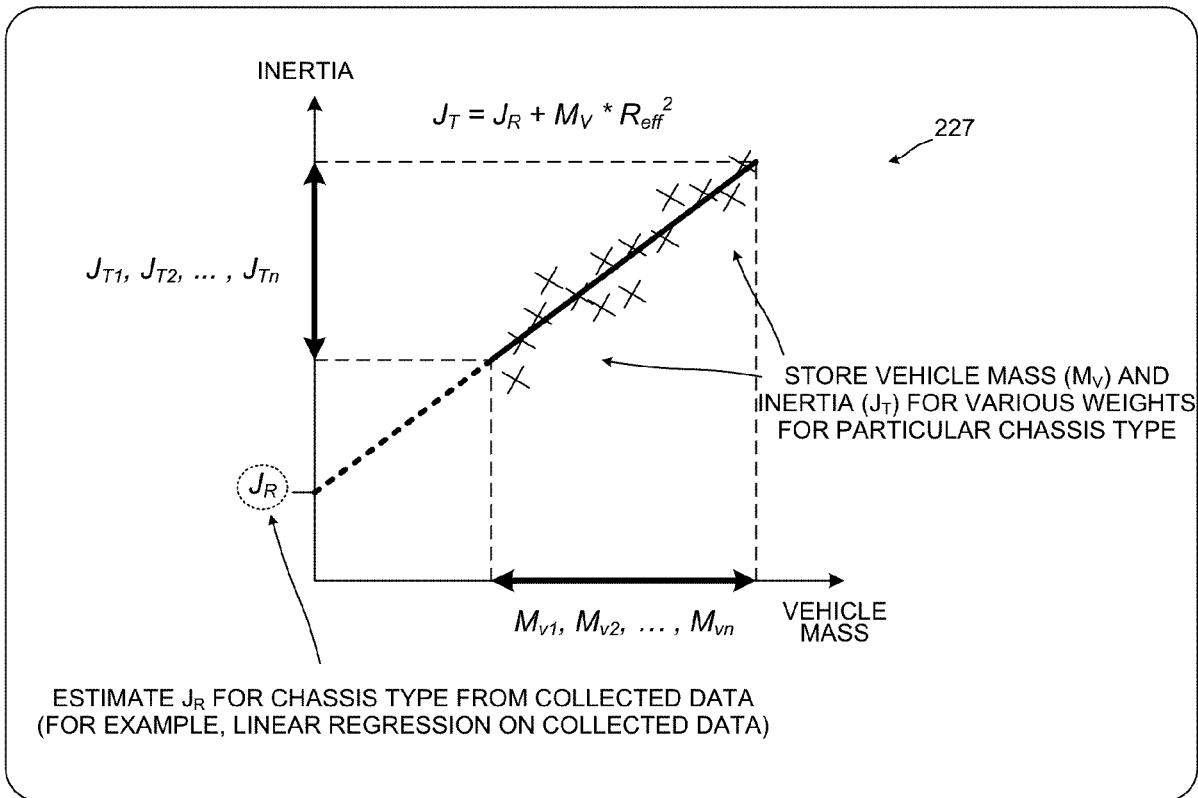 INERTIA
J_T = J_R + M_V * R_eff^2
227
J_T1, J_T2, ... , J_Tn
STORE VEHICLE MASS (M_V) AND
INERTIA (J_T) FOR VARIOUS WEIGHTS
FOR PARTICULAR CHASSIS TYPE
J_R
M_v1, M_v2, ... , M_vn
VEHICLE
MASS
ESTIMATE J_R FOR CHASSIS TYPE FROM COLLECTED DATA
(FOR EXAMPLE, LINEAR REGRESSION ON COLLECTED DATA)